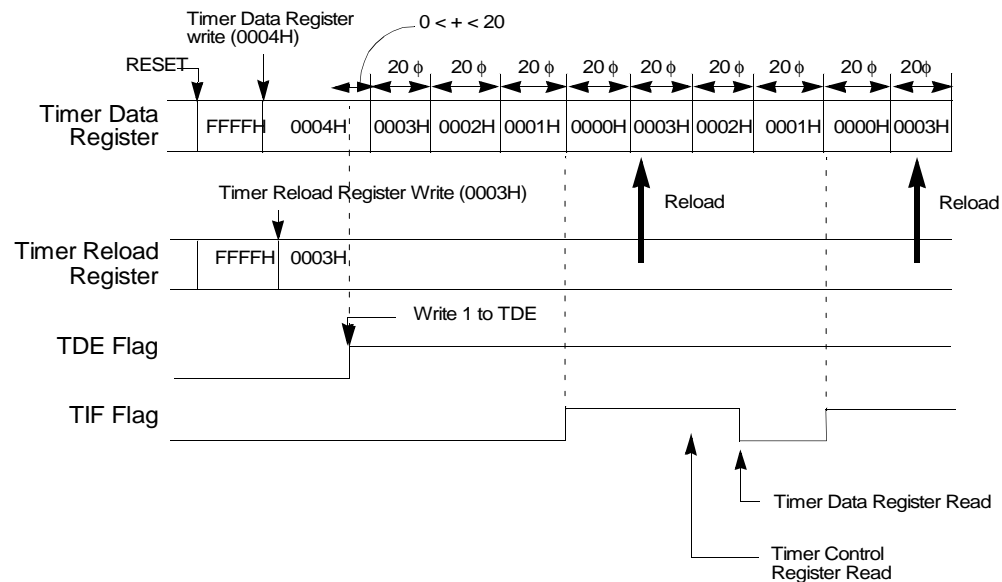 Timer Data Register
write (0004H)
0 < + < 20
RESET
20 ϕ 20 ϕ 20 ϕ 20 ϕ 20 ϕ 20 ϕ 20 ϕ 20 ϕ 20ϕ
Timer Data
Register
FFFFH 0004H 0003H 0002H 0001H 0000H 0003H 0002H 0001H 0000H 0003H
Timer Reload Register Write (0003H)
Reload
Reload
Timer Reload
Register
FFFFH 0003H
Write 1 to TDE
TDE Flag
TIF Flag
Timer Data Register Read
Timer Control
Register Read